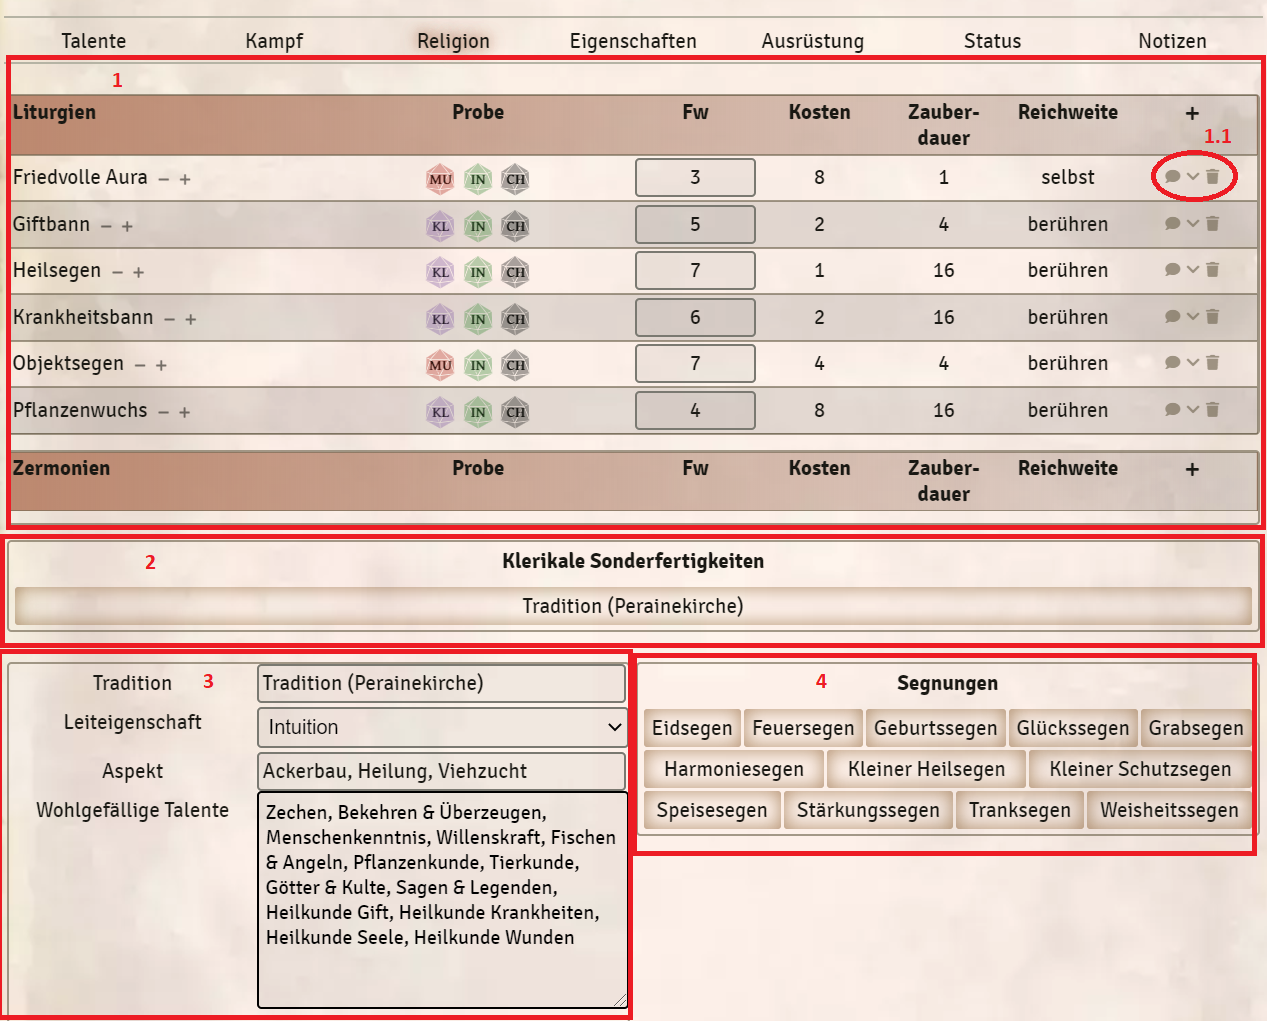 Talente Kampf Religion Eigenschaften Ausrüstung Status Notizen
1
Liturgien Probe Fw Kosten Zauber-dauer Reichweite +
1.1
Friedvolle Aura − + MU IN CH 3 8 1 selbst
Giftbann − + KL IN CH 5 2 4 berühren
Heilsegen − + KL IN CH 7 1 16 berühren
Krankheitsbann − + KL IN CH 6 2 16 berühren
Objektsegen − + MU IN CH 7 4 4 berühren
Pflanzenwuchs − + KL IN CH 4 8 16 berühren
Zermonien Probe Fw Kosten Zauber-dauer Reichweite +
2
Klerikale Sonderfertigkeiten
Tradition (Perainekirche)
3
Tradition Tradition (Perainekirche)
Leiteigenschaft Intuition
Aspekt Ackerbau, Heilung, Viehzucht
Wohlgefällige Talente
Zechen, Bekehren & Überzeugen,
Menschenkenntnis, Willenskraft, Fischen
& Angeln, Pflanzenkunde, Tierkunde,
Götter & Kulte, Sagen & Legenden,
Heilkunde Gift, Heilkunde Krankheiten,
Heilkunde Seele, Heilkunde Wunden
4
Segnungen
Eidsegen Feuersegen Geburtssegen Glückssegen Grabsegen
Harmoniesegen Kleiner Heilsegen Kleiner Schutzsegen
Speisesegen Stärkungssegen Tranksegen Weisheitssegen